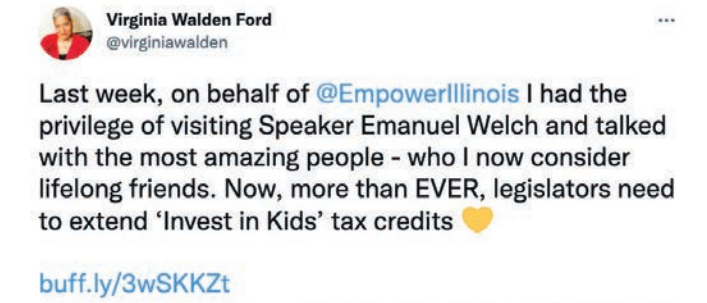 Virginia Walden Ford
@virginiawalden
Last week, on behalf of @EmpowerIllinois I had the
privilege of visiting Speaker Emanuel Welch and talked
with the most amazing people - who I now consider
lifelong friends. Now, more than EVER, legislators need
to extend ‘Invest in Kids’ tax credits 💛
buff.ly/3wSKKZt